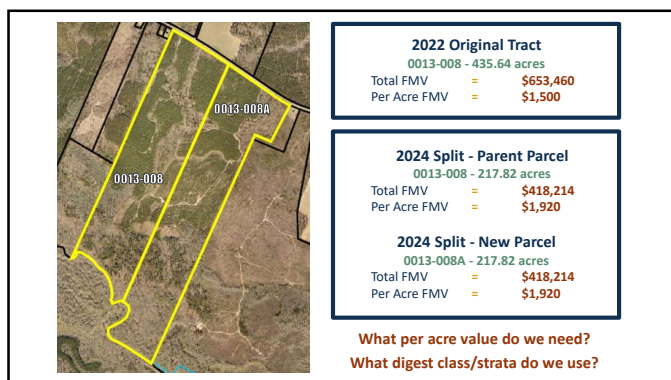 0013-008A
0013-008
2022 Original Tract
0013-008 - 435.64 acres
Total FMV = $653,460
Per Acre FMV = $1,500
2024 Split - Parent Parcel
0013-008 - 217.82 acres
Total FMV = $418,214
Per Acre FMV = $1,920
2024 Split - New Parcel
0013-008A - 217.82 acres
Total FMV = $418,214
Per Acre FMV = $1,920
What per acre value do we need?
What digest class/strata do we use?